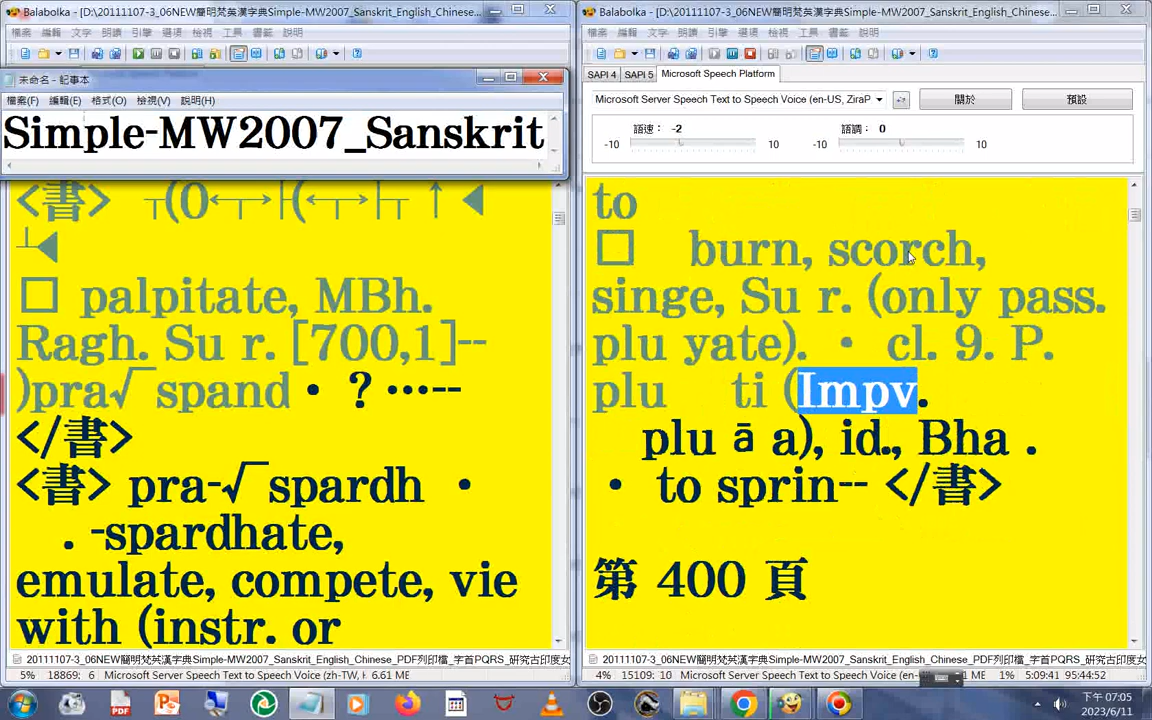 Balabolka - [D:\20111107-3_06NEW簡明梵英漢字典Simple-MW2007_Sanskrit_English_Chinese...
檔案 編輯 文字 朗讀 引擎 選項 檢視 工具 書籤 說明
未命名 - 記事本
檔案(F) 編輯(E) 格式(O) 檢視(V) 說明(H)
Simple-MW2007_Sanskrit
<書> ┬(0←┬→├(←┬→├┬ ↑ ◀
┴◀
□ palpitate, MBh.
Ragh. Su r. [700,1]--
)pra√ spand • ? •••--
</書>
<書> pra-√ spardh •
. -spardhate,
emulate, compete, vie
with (instr. or
20111107-3_06NEW簡明梵英漢字典Simple-MW2007_Sanskrit_English_Chinese_PDF列印檔_字首PQRS_研究古印度女
5% 18869: 6 Microsoft Server Speech Text to Speech Voice (zh-TW, H 6.61 ME
Balabolka - [D:\20111107-3_06NEW簡明梵英漢字典Simple-MW2007_Sanskrit_English_Chinese...
檔案 編輯 文字 朗讀 引擎 選項 檢視 工具 書籤 說明
SAPI 4 SAPI 5 Microsoft Speech Platform
Microsoft Server Speech Text to Speech Voice (en-US, ZiraP 關於 預設
語速： -2 語調： 0
-10 10 -10 10
to
□ burn, scorch,
singe, Su r. (only pass.
plu yate). • cl. 9. P.
plu ti (Impv.
plu ā a), id., Bha .
• to sprin-- </書>
第 400 頁
20111107-3_06NEW簡明梵英漢字典Simple-MW2007_Sanskrit_English_Chinese_PDF列印檔_字首PQRS_研究古印度女
4% 15109: 10 Microsoft Server Speech Text to Speech Voice (en-U 1% 5:09:41 95:44:52
PDF
下午 07:05
2023/6/11